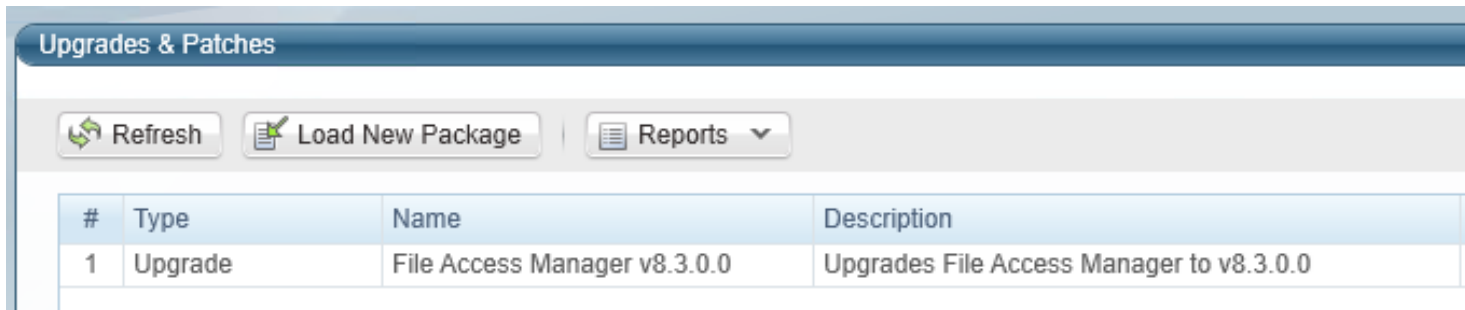 Upgrades & Patches
Refresh Load New Package Reports
# Type Name Description
1 Upgrade File Access Manager v8.3.0.0 Upgrades File Access Manager to v8.3.0.0